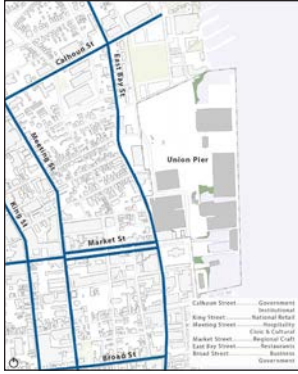 Calhoun St
East Bay St
Meeting St
Union Pier
King St
Market St
Broad St
Calhoun Street Government
Institutional
King Street National Retail
Meeting Street Hospitality
Civic & Cultural
Market Street Regional Craft
East Bay Street Restaurants
Broad Street Business
Government